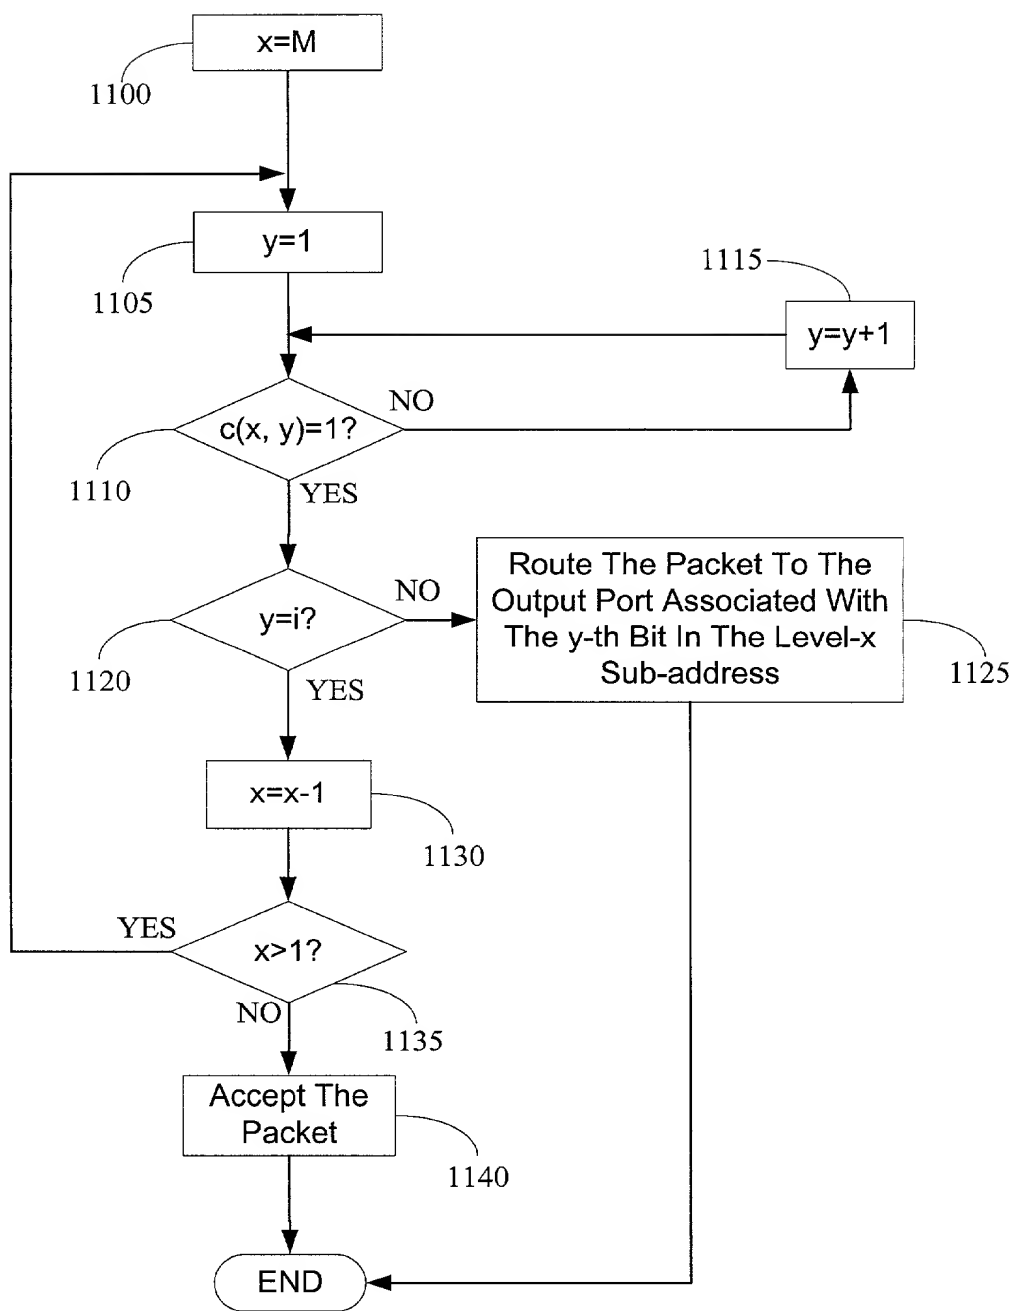 x=M
1100
y=1
1105
1115
y=y+1
c(x, y)=1?
NO
1110
YES
Route The Packet To The
Output Port Associated With
The y-th Bit In The Level-x
Sub-address
y=i?
NO
1120
YES
1125
x=x-1
1130
YES
x>1?
NO
1135
Accept The
Packet
1140
END